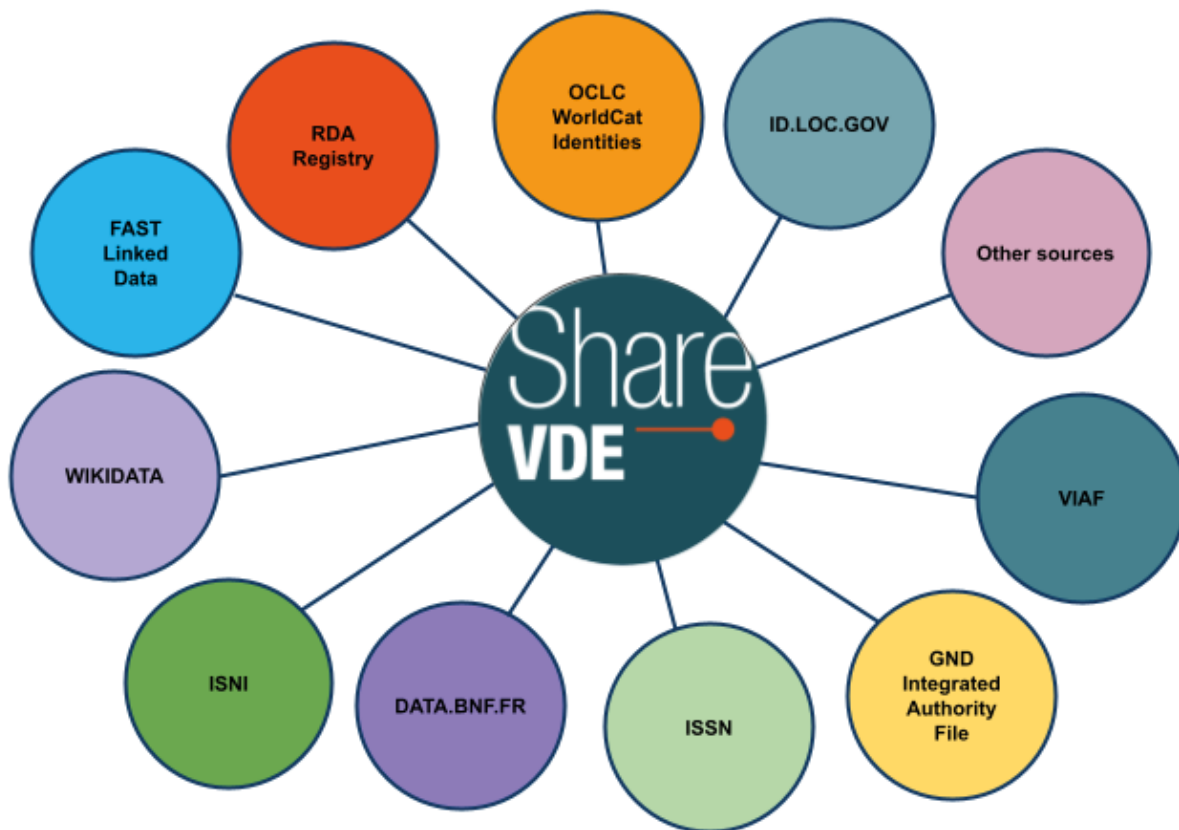 OCLC
WorldCat
Identities
ID.LOC.GOV
RDA
Registry
FAST
Linked
Data
Other sources
Share
VDE
WIKIDATA
VIAF
ISNI
DATA.BNF.FR
ISSN
GND
Integrated
Authority
File